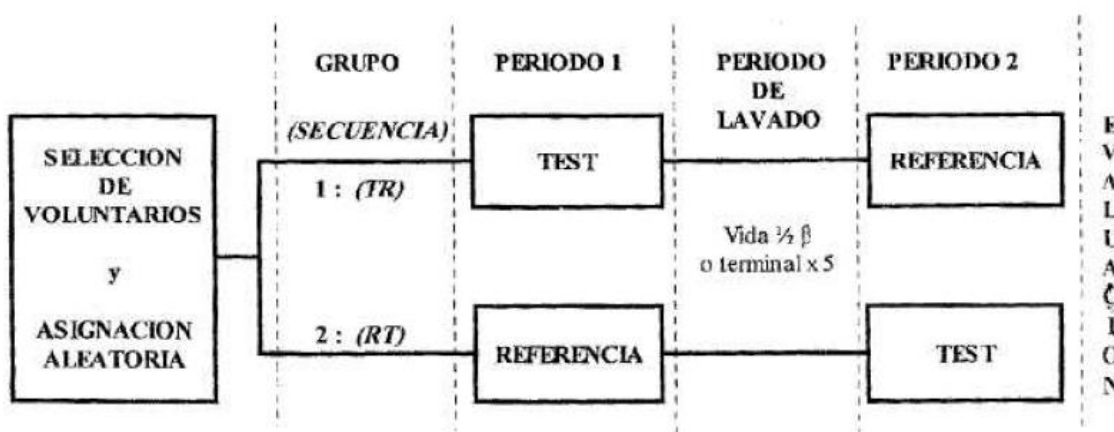 SELECCION
DE
VOLUNTARIOS
y
ASIGNACION
ALEATORIA
GRUPO
(SECUENCIA)
1 : (TR)
2 : (RT)
PERIODO 1
TEST
REFERENCIA
PERIODO
DE
LAVADO
Vida ½ β
o terminal x 5
PERIODO 2
REFERENCIA
TEST
E
V
A
L
U
A
C
I
O
N